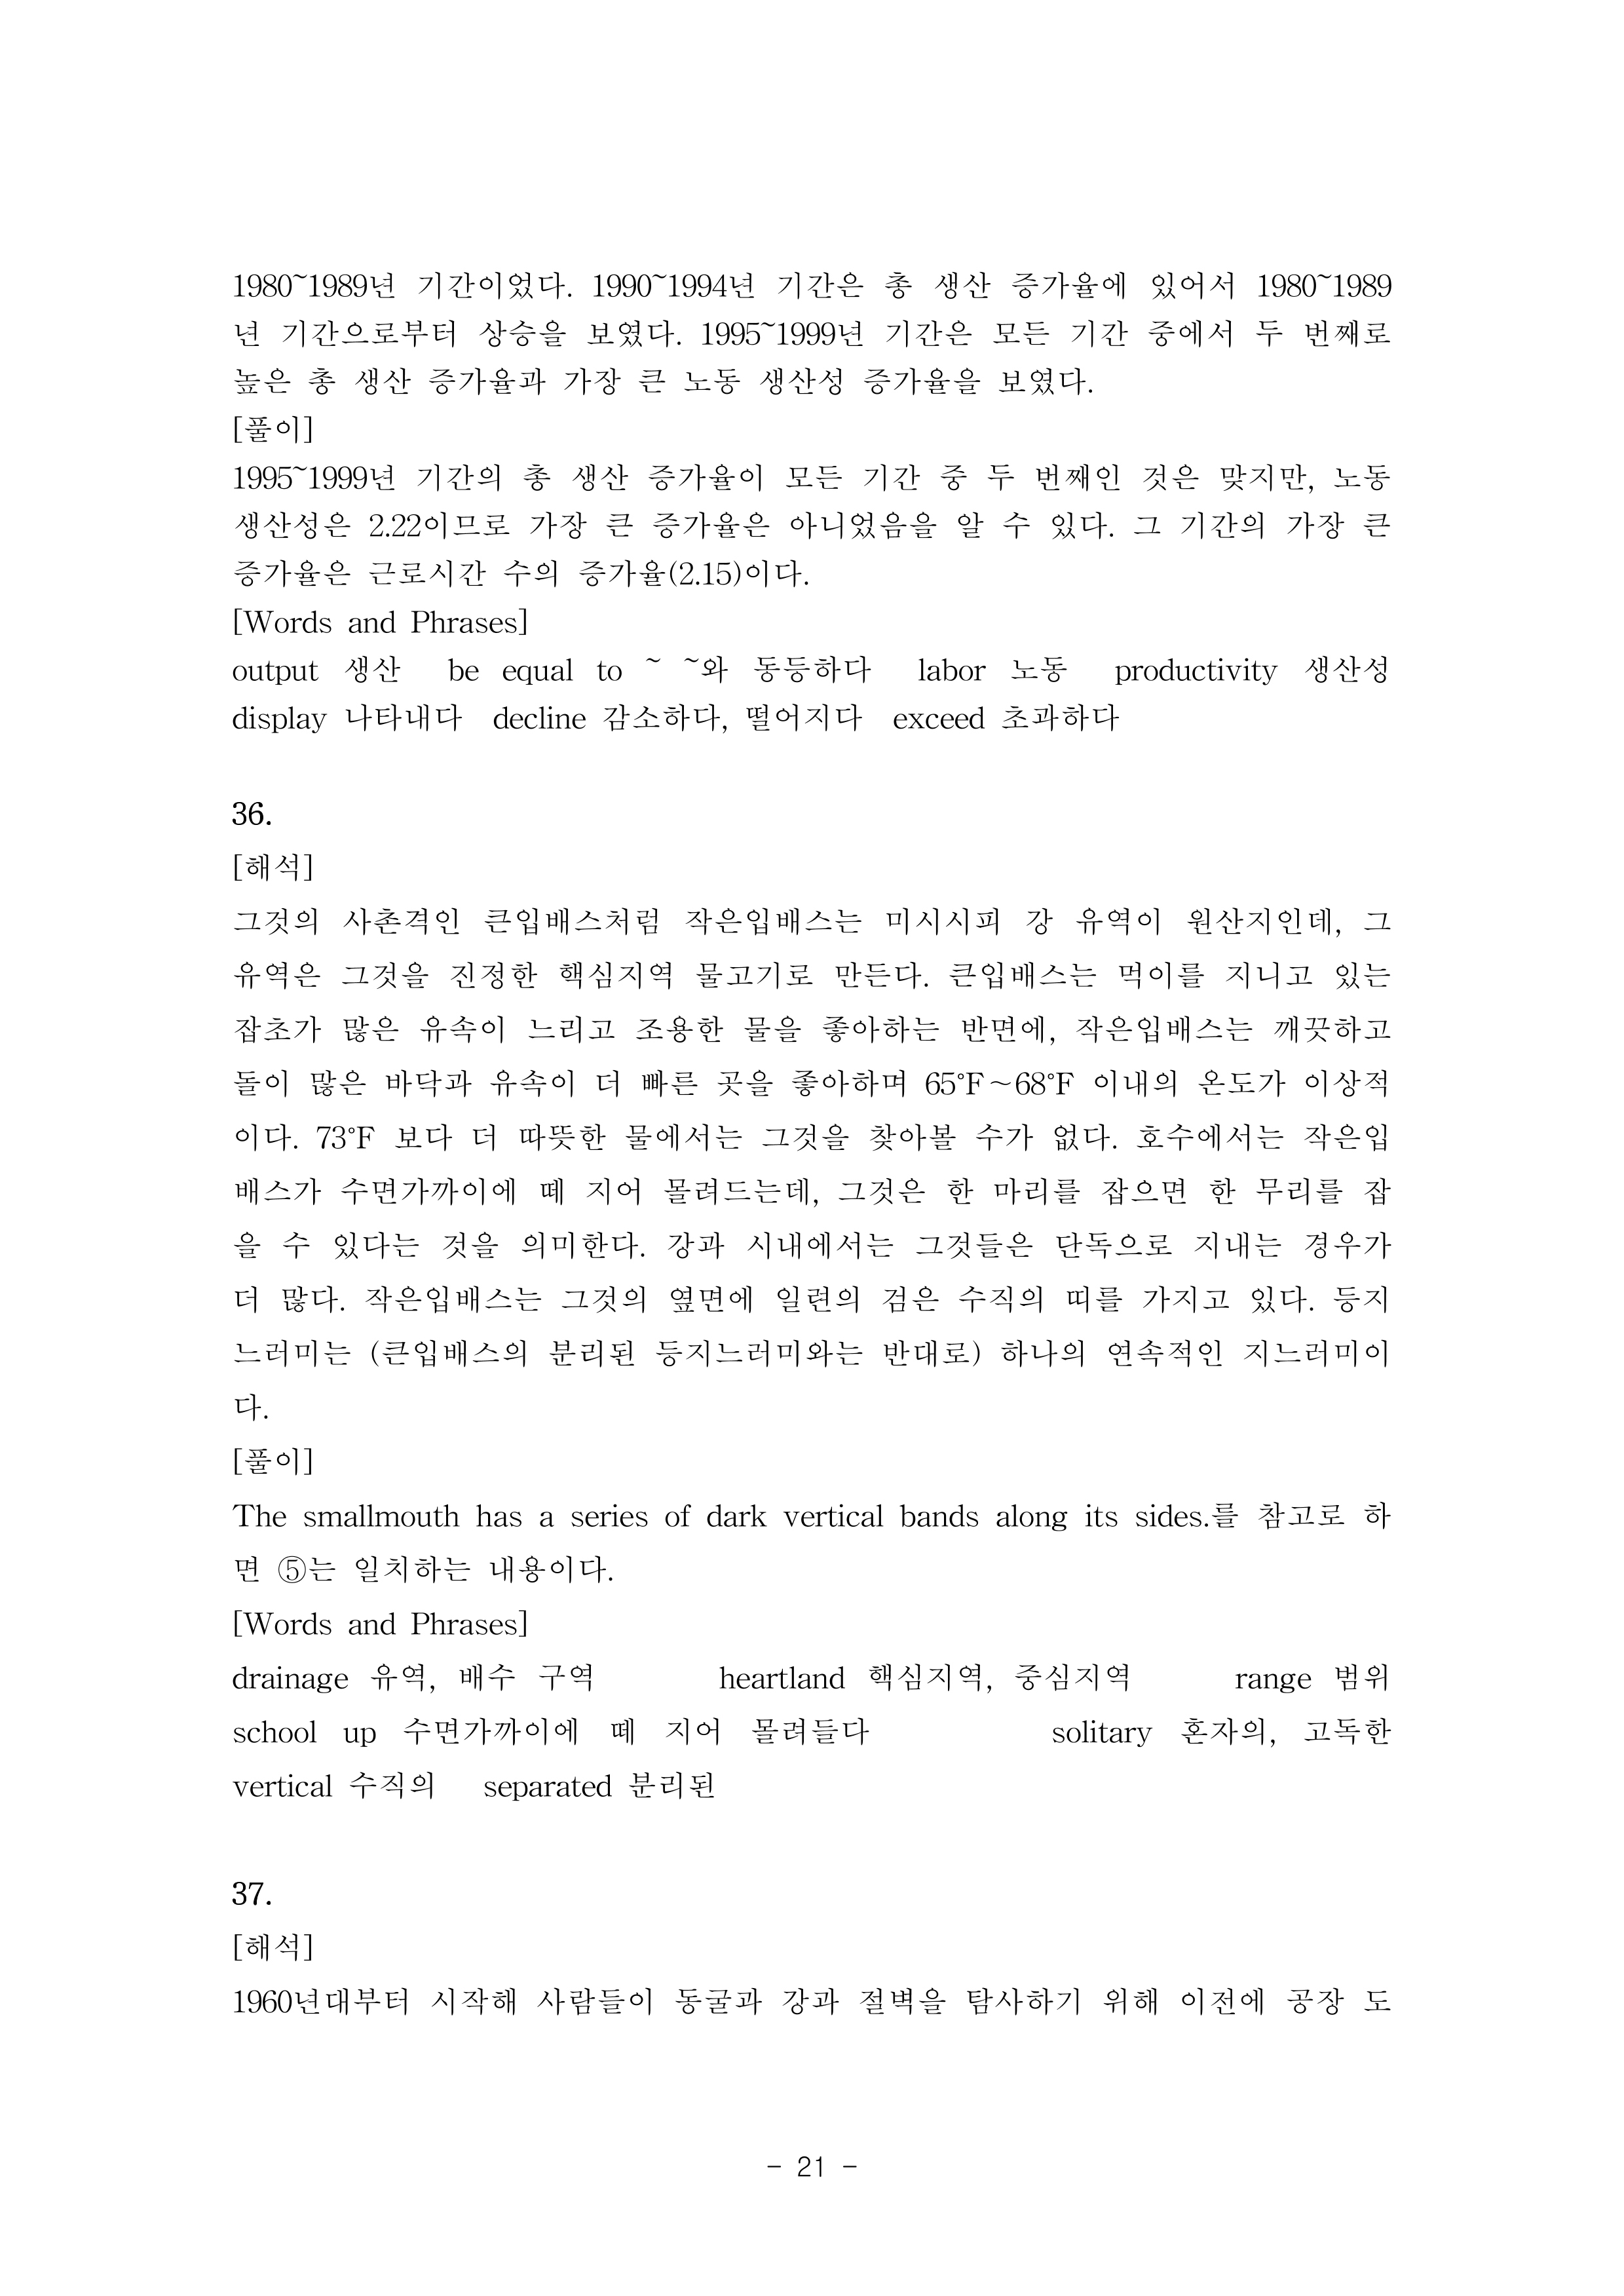 1980~1989년 기간이었다. 1990~1994년 기간은 총 생산 증가율에 있어서 1980~1989
년 기간으로부터 상승을 보였다. 1995~1999년 기간은 모든 기간 중에서 두 번째로
높은 총 생산 증가율과 가장 큰 노동 생산성 증가율을 보였다.
[풀이]
1995~1999년 기간의 총 생산 증가율이 모든 기간 중 두 번째인 것은 맞지만, 노동
생산성은 2.22이므로 가장 큰 증가율은 아니었음을 알 수 있다. 그 기간의 가장 큰
증가율은 근로시간 수의 증가율(2.15)이다.
[Words and Phrases]
output 생산 be equal to ~ ~와 동등하다 labor 노동 productivity 생산성
display 나타내다 decline 감소하다, 떨어지다 exceed 초과하다
36.
[해석]
그것의 사촌격인 큰입배스처럼 작은입배스는 미시시피 강 유역이 원산지인데, 그
유역은 그것을 진정한 핵심지역 물고기로 만든다. 큰입배스는 먹이를 지니고 있는
잡초가 많은 유속이 느리고 조용한 물을 좋아하는 반면에, 작은입배스는 깨끗하고
돌이 많은 바닥과 유속이 더 빠른 곳을 좋아하며 65°F～68°F 이내의 온도가 이상적
이다. 73°F 보다 더 따뜻한 물에서는 그것을 찾아볼 수가 없다. 호수에서는 작은입
배스가 수면가까이에 떼 지어 몰려드는데, 그것은 한 마리를 잡으면 한 무리를 잡
을 수 있다는 것을 의미한다. 강과 시내에서는 그것들은 단독으로 지내는 경우가
더 많다. 작은입배스는 그것의 옆면에 일련의 검은 수직의 띠를 가지고 있다. 등지
느러미는 (큰입배스의 분리된 등지느러미와는 반대로) 하나의 연속적인 지느러미이
다.
[풀이]
The smallmouth has a series of dark vertical bands along its sides.를 참고로 하
면 ⑤는 일치하는 내용이다.
[Words and Phrases]
drainage 유역, 배수 구역 heartland 핵심지역, 중심지역 range 범위
school up 수면가까이에 떼 지어 몰려들다 solitary 혼자의, 고독한
vertical 수직의 separated 분리된
37.
[해석]
1960년대부터 시작해 사람들이 동굴과 강과 절벽을 탐사하기 위해 이전에 공장 도
- 21 -